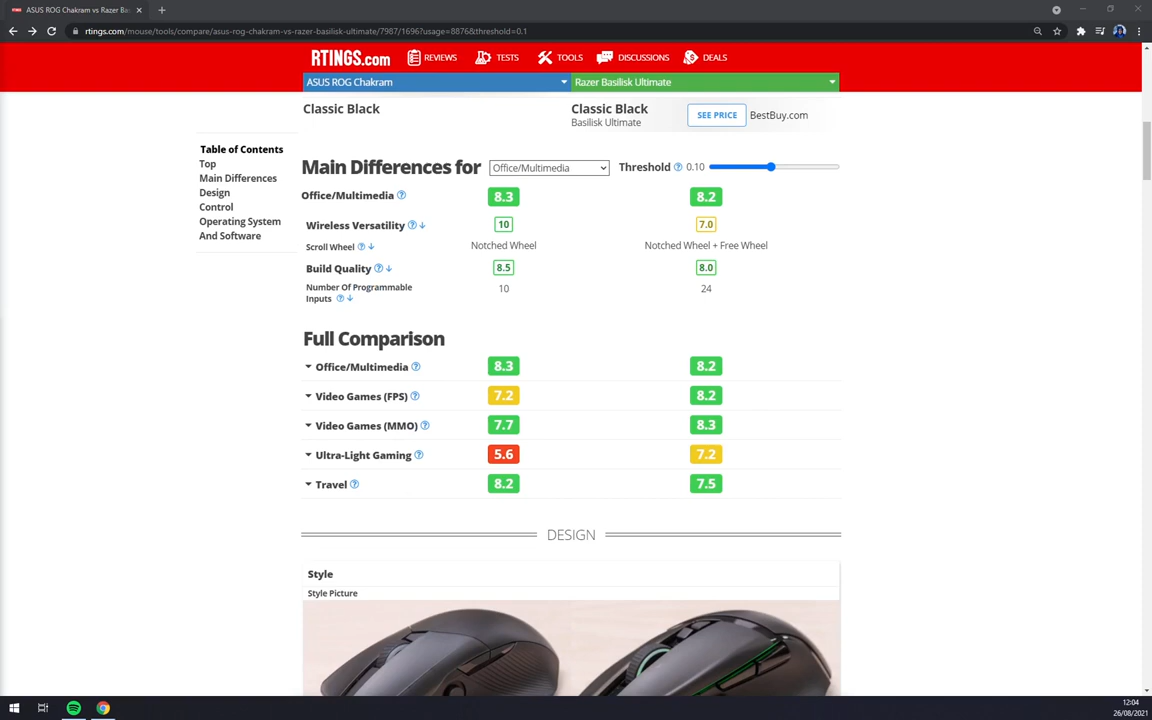 ASUS ROG Chakram vs Razer Bas
rtings.com/mouse/tools/compare/asus-rog-chakram-vs-razer-basilisk-ultimate/7987/1696?usage=8876&threshold=0.1
RTINGS.com REVIEWS TESTS TOOLS DISCUSSIONS DEALS
ASUS ROG Chakram Razer Basilisk Ultimate
Classic Black Classic Black
Basilisk Ultimate
SEE PRICE BestBuy.com
Table of Contents
Top
Main Differences
Design
Control
Operating System
And Software
Main Differences for Office/Multimedia Threshold ? 0.10
Office/Multimedia ? 8.3 8.2
Wireless Versatility ? 10 7.0
Scroll Wheel ? Notched Wheel Notched Wheel + Free Wheel
Build Quality ? 8.5 8.0
Number Of Programmable
Inputs ? 10 24
Full Comparison
Office/Multimedia ? 8.3 8.2
Video Games (FPS) ? 7.2 8.2
Video Games (MMO) ? 7.7 8.3
Ultra-Light Gaming ? 5.6 7.2
Travel ? 8.2 7.5
DESIGN
Style
Style Picture
12:04
26/08/2021